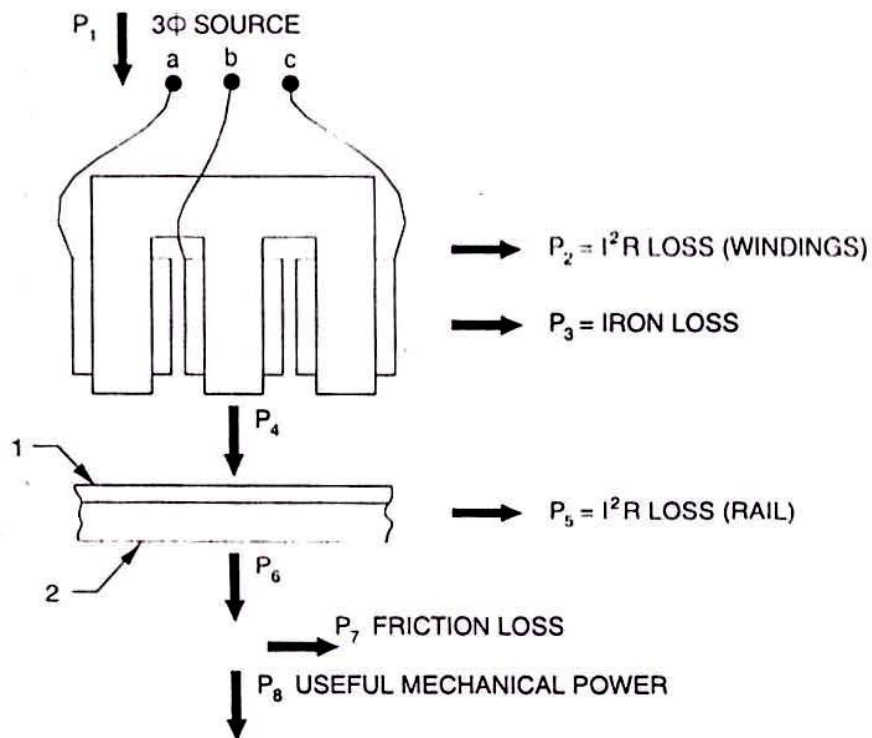 P₁ 3Φ SOURCE
a b c
P₂ = I²R LOSS (WINDINGS)
P₃ = IRON LOSS
P₄
1
P₅ = I²R LOSS (RAIL)
2
P₆
P₇ FRICTION LOSS
P₈ USEFUL MECHANICAL POWER